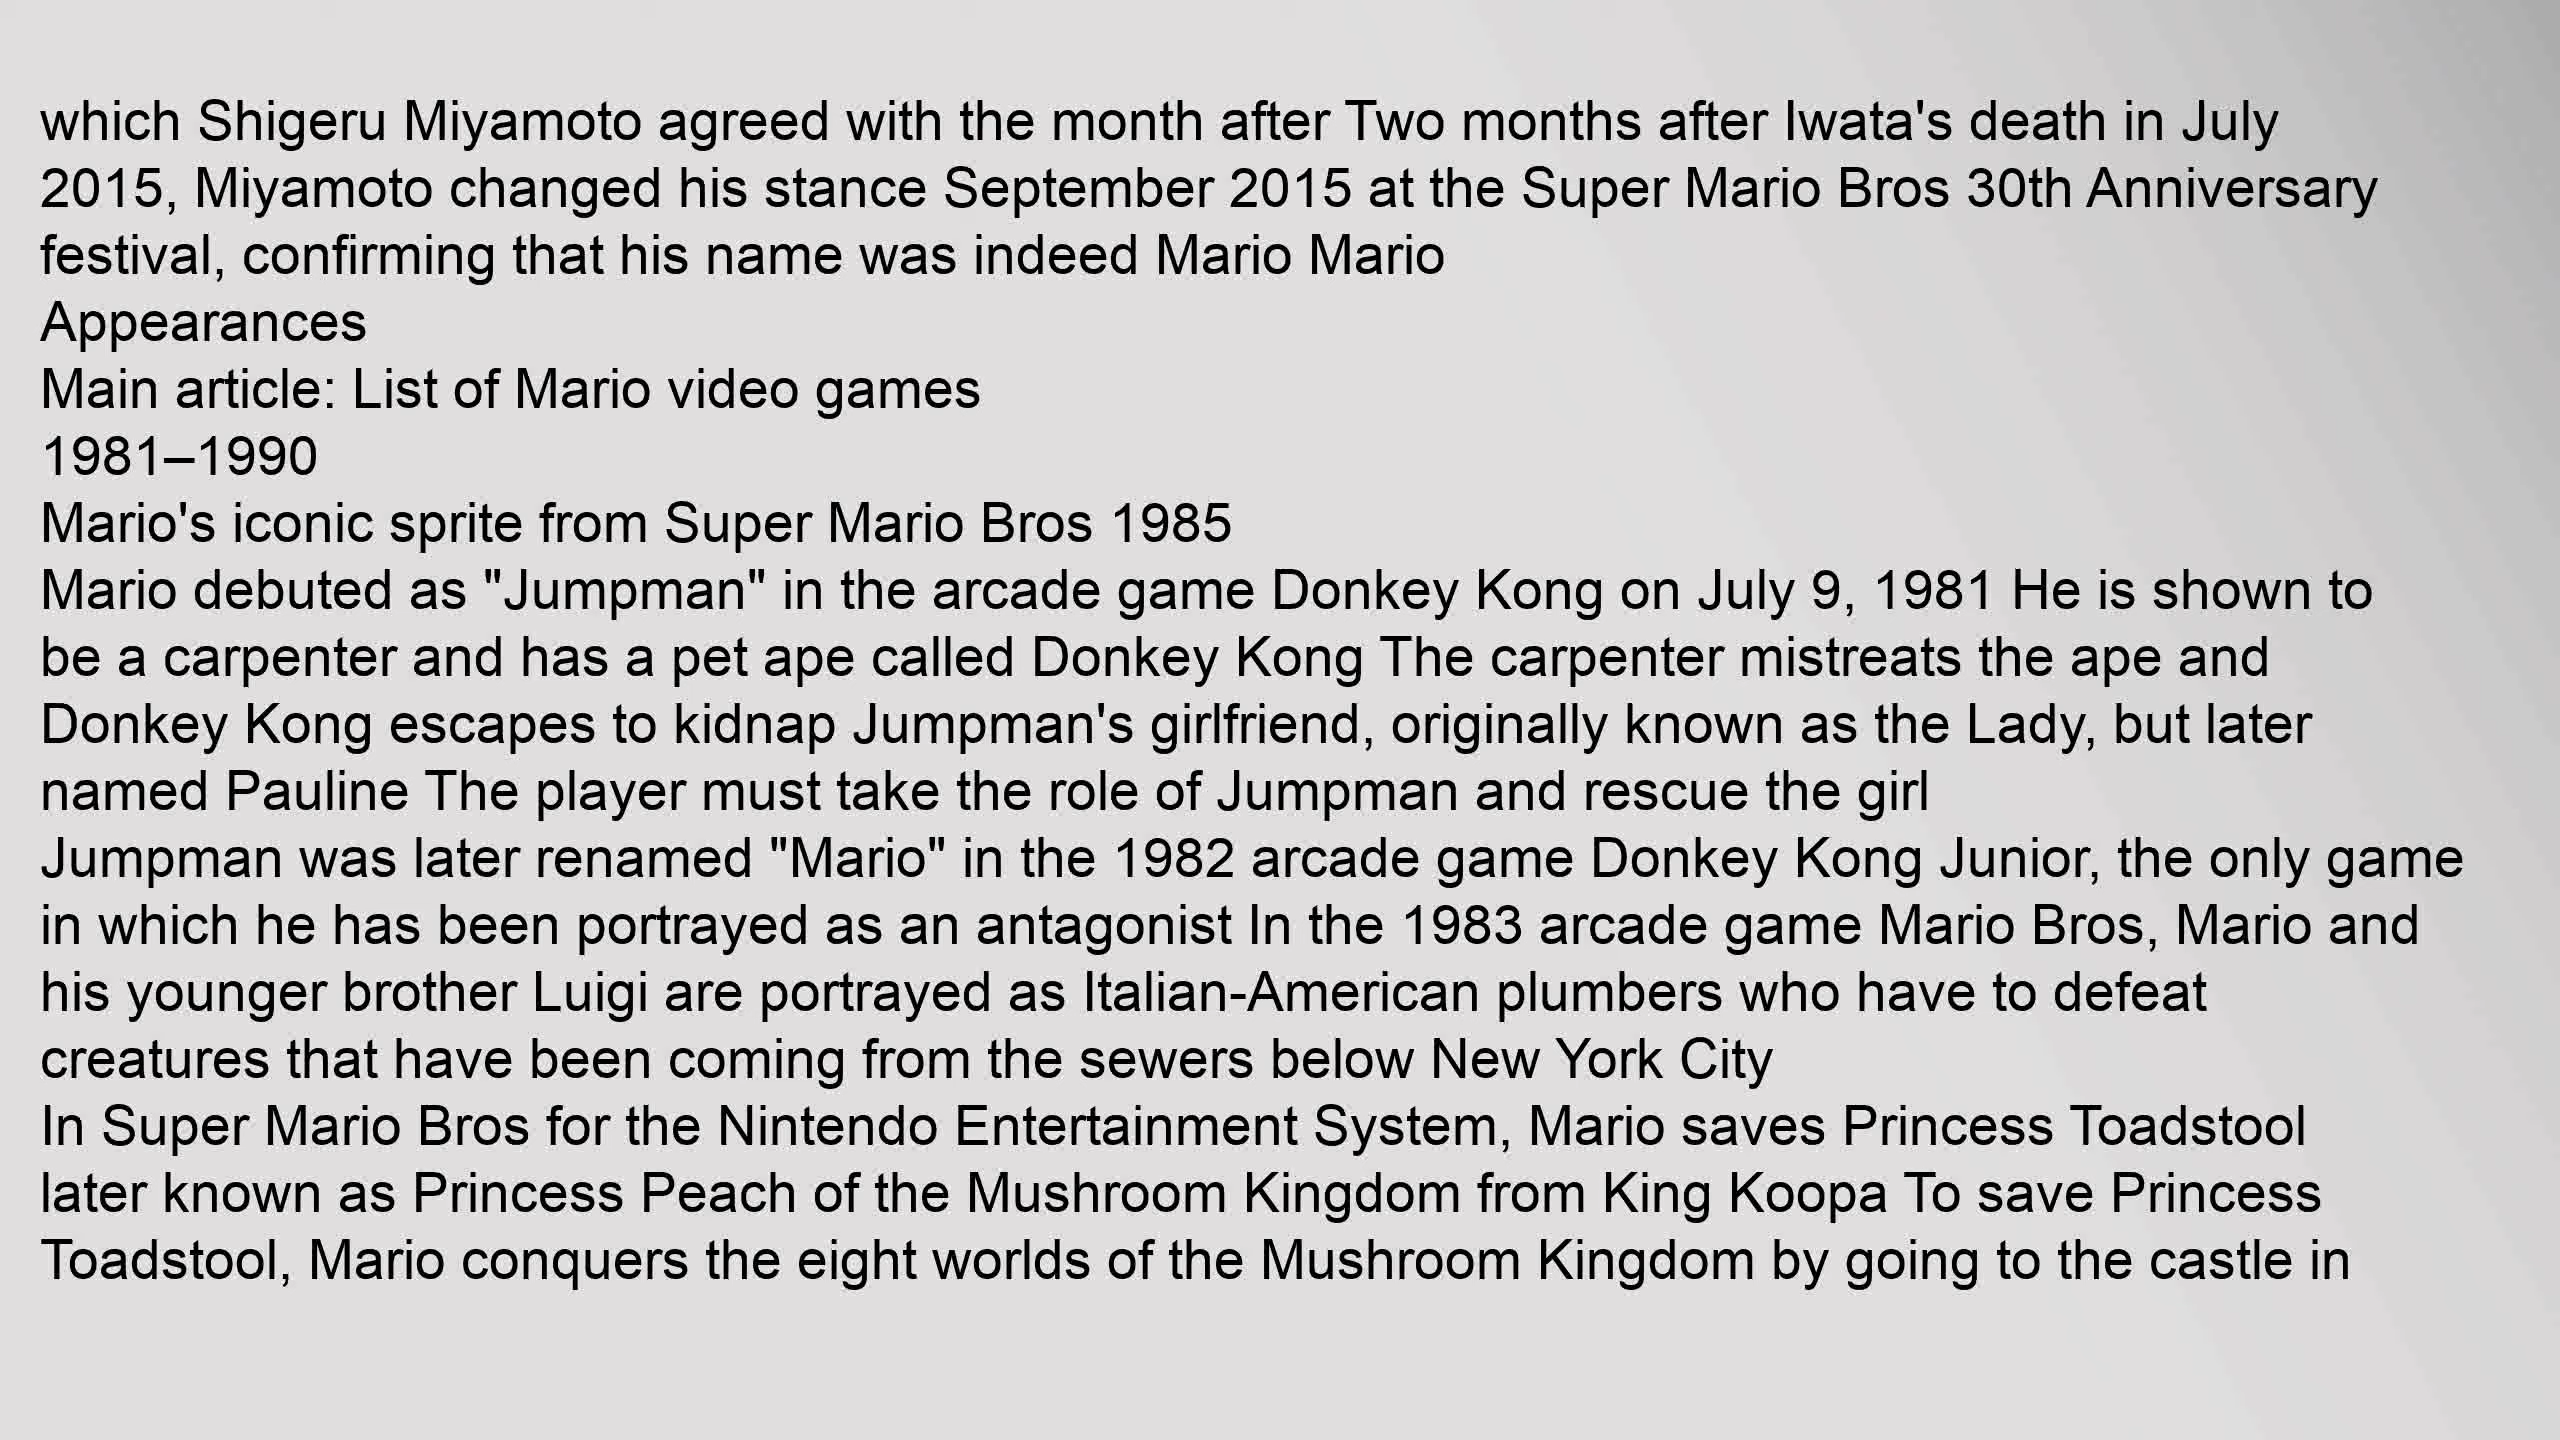 which Shigeru Miyamoto agreed with the month after Two months after Iwata's death in July
2015, Miyamoto changed his stance September 2015 at the Super Mario Bros 30th Anniversary
festival, confirming that his name was indeed Mario Mario
Appearances
Main article: List of Mario video games
1981–1990
Mario's iconic sprite from Super Mario Bros 1985
Mario debuted as "Jumpman" in the arcade game Donkey Kong on July 9, 1981 He is shown to
be a carpenter and has a pet ape called Donkey Kong The carpenter mistreats the ape and
Donkey Kong escapes to kidnap Jumpman's girlfriend, originally known as the Lady, but later
named Pauline The player must take the role of Jumpman and rescue the girl
Jumpman was later renamed "Mario" in the 1982 arcade game Donkey Kong Junior, the only game
in which he has been portrayed as an antagonist In the 1983 arcade game Mario Bros, Mario and
his younger brother Luigi are portrayed as Italian-American plumbers who have to defeat
creatures that have been coming from the sewers below New York City
In Super Mario Bros for the Nintendo Entertainment System, Mario saves Princess Toadstool
later known as Princess Peach of the Mushroom Kingdom from King Koopa To save Princess
Toadstool, Mario conquers the eight worlds of the Mushroom Kingdom by going to the castle in